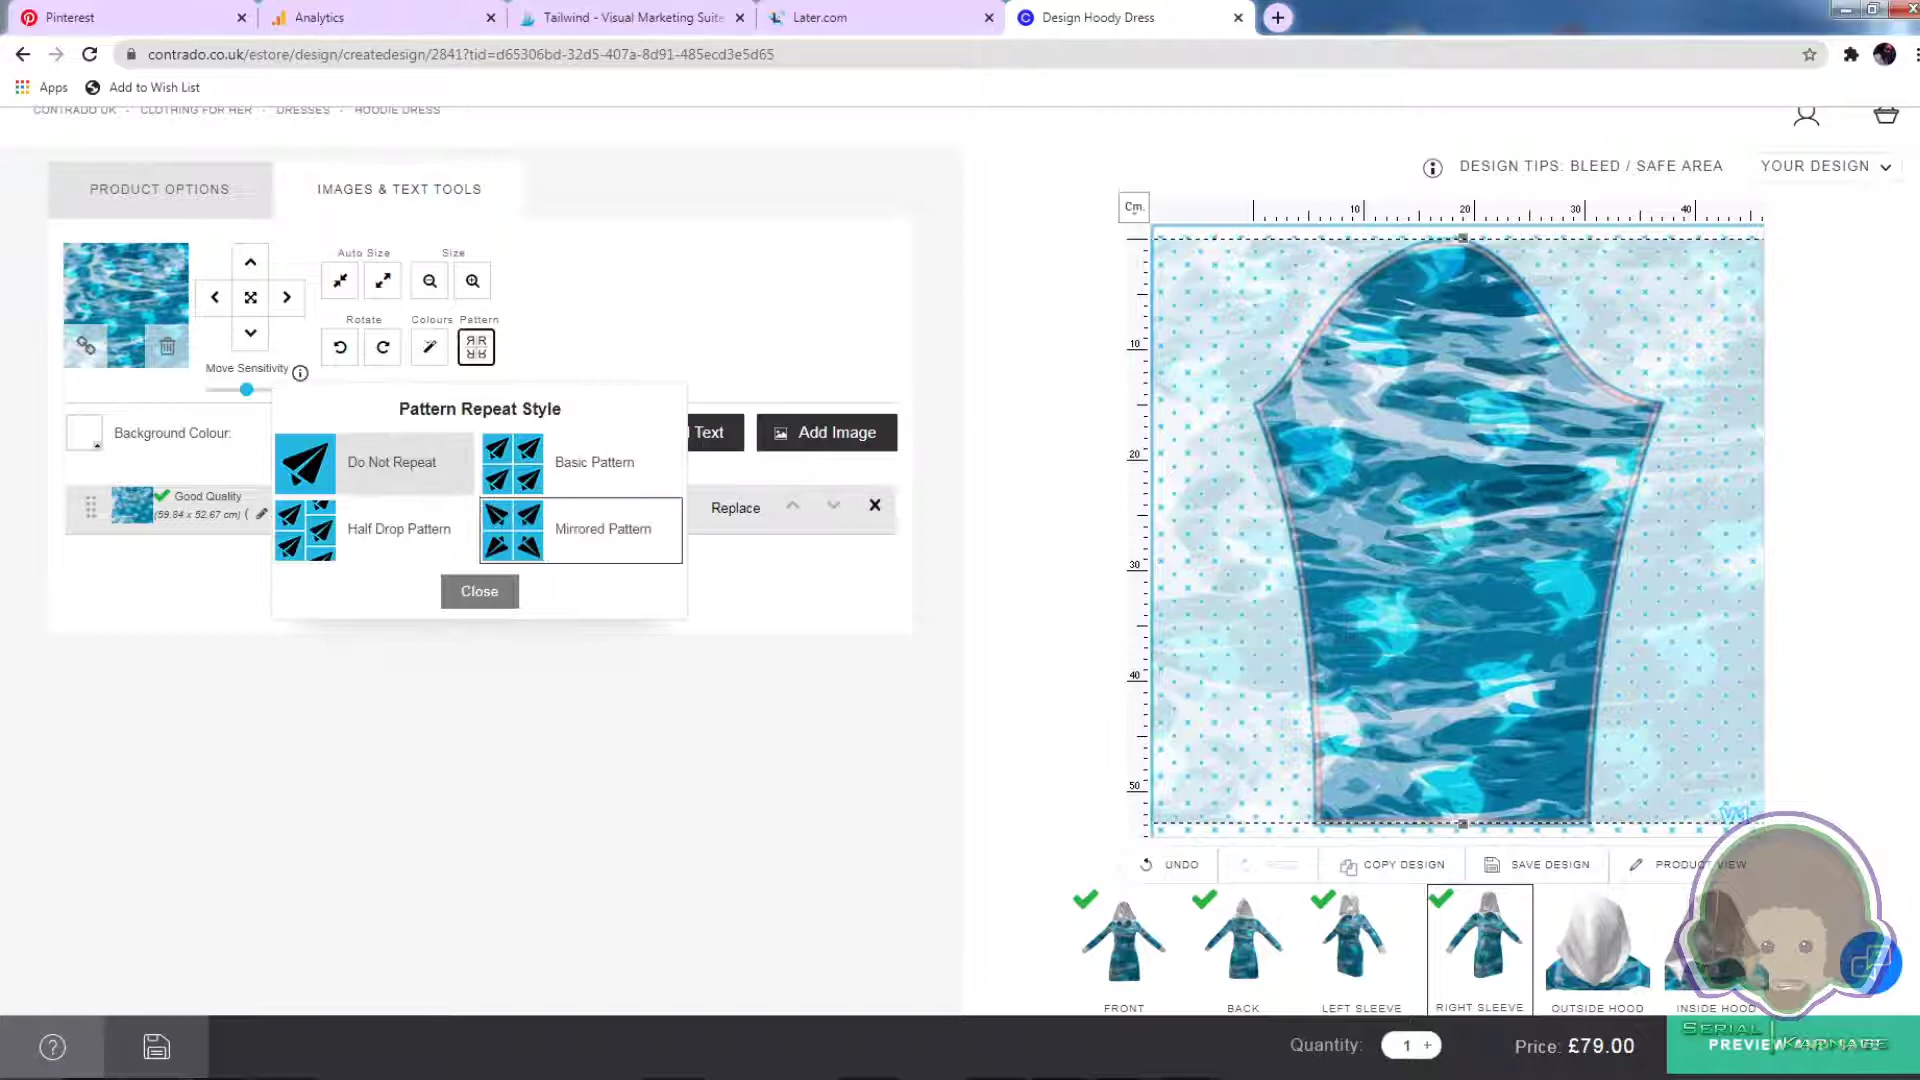 Pinterest
Analytics
Tailwind - Visual Marketing Suite
Later.com
Design Hoody Dress
contrado.co.uk/estore/design/createdesign/2841?tid=d65306bd-32d5-407a-8d91-485ecd3e5d65
Apps
Add to Wish List
CONTRADO UK - CLOTHING FOR HER - DRESSES - HOODIE DRESS
DESIGN TIPS: BLEED / SAFE AREA
YOUR DESIGN
PRODUCT OPTIONS
IMAGES & TEXT TOOLS
Cm.
10 20 30 40
Auto Size
Size
Rotate
Colours
Pattern
Move Sensitivity
Pattern Repeat Style
Background Colour:
Text
Add Image
Do Not Repeat
Basic Pattern
Good Quality
(59.84 x 52.67 cm) (
Replace
Half Drop Pattern
Mirrored Pattern
Close
10
20
30
40
50
UNDO
COPY DESIGN
SAVE DESIGN
PRODUCT VIEW
FRONT
BACK
LEFT SLEEVE
RIGHT SLEEVE
OUTSIDE HOOD
INSIDE HOOD
Quantity:
1 +
Price: £79.00
SERIAL
KARNAGE